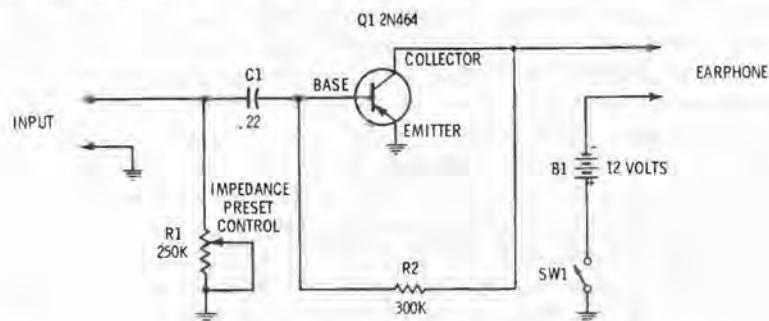 Q1 2N464
COLLECTOR
C1
BASE
EARPHONE
INPUT
.22
EMITTER
B1
12 VOLTS
IMPEDANCE
PRESET
CONTROL
R1
250K
R2
300K
SW1